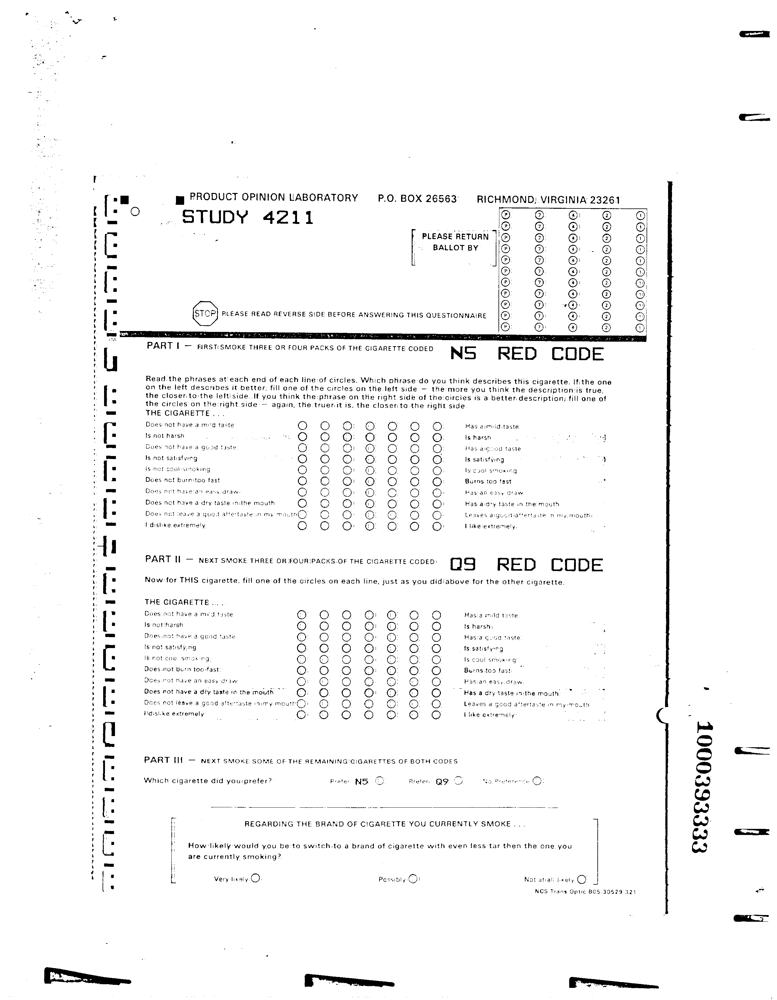 PRODUCT OPINION LABORATORY P.O. BOX 26563 RICHMOND, VIRGINIA 23261
STUDY 4211
PLEASE RETURN
BALLOT BY
STOP PLEASE READ REVERSE SIDE BEFORE ANSWERING THIS QUESTIONNAIRE
PART I — FIRST SMOKE THREE OR FOUR PACKS OF THE CIGARETTE CODED N5 RED CODE
Read the phrases at each end of each line of circles. Which phrase do you think describes this cigarette. If the one
on the left describes it better, fill one of the circles on the left side — the more you think the description is true,
the closer to the left side. If you think the phrase on the right side of the circles is a better description, fill one of
the circles on the right side — again, the truer it is, the closer to the right side
THE CIGARETTE ...
Does not have a mild taste Has a mild taste
Is not harsh Is harsh
Does not have a good taste Has a good taste
Is not satisfying Is satisfying
Is not cool smoking Is cool smoking
Does not burn too fast Burns too fast
Does not have an easy draw Has an easy draw
Does not have a dry taste in the mouth Has a dry taste in the mouth
Does not leave a good aftertaste in my mouth Leaves a good aftertaste in my mouth
I dislike extremely I like extremely
PART II — NEXT SMOKE THREE OR FOUR PACKS OF THE CIGARETTE CODED Q9 RED CODE
Now for THIS cigarette, fill one of the circles on each line, just as you did above for the other cigarette.
THE CIGARETTE ...
Does not have a mild taste Has a mild taste
Is not harsh Is harsh
Does not have a good taste Has a good taste
Is not satisfying Is satisfying
Is not cool smoking Is cool smoking
Does not burn too fast Burns too fast
Does not have an easy draw Has an easy draw
Does not have a dry taste in the mouth Has a dry taste in the mouth
Does not leave a good aftertaste in my mouth Leaves a good aftertaste in my mouth
I dislike extremely I like extremely
PART III — NEXT SMOKE SOME OF THE REMAINING CIGARETTES OF BOTH CODES
Which cigarette did you prefer? Prefer N5 Prefer Q9 No Preference
REGARDING THE BRAND OF CIGARETTE YOU CURRENTLY SMOKE ...
How likely would you be to switch to a brand of cigarette with even less tar then the one you
are currently smoking?
Very likely Possibly Not at all likely
NCS Trans Optic B05 30529 321
1000393333